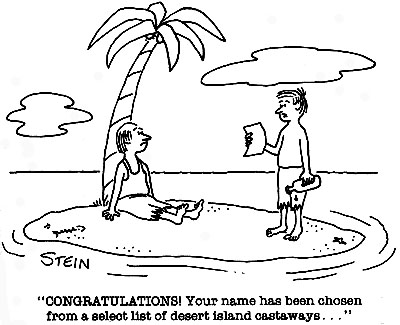 STEIN
"CONGRATULATIONS! Your name has been chosen
from a select list of desert island castaways..."